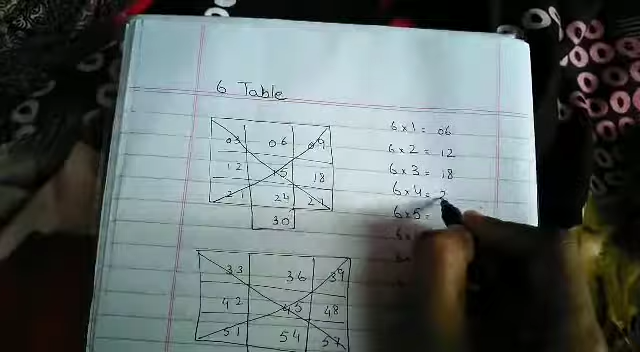 6 Table
03 06 09
12 15 18
21 24 27
30
33 36 39
42 45 48
51 54 57
6x1 = 06
6x2 = 12
6x3 = 18
6x4 = 2
6x5 =